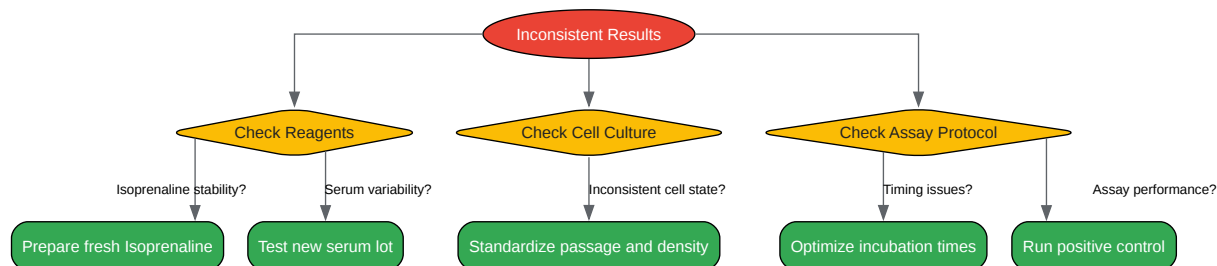 Inconsistent Results
Check Reagents
Check Cell Culture
Check Assay Protocol
Isoprenaline stability?
Serum variability?
Inconsistent cell state?
Timing issues?
Assay performance?
Prepare fresh Isoprenaline
Test new serum lot
Standardize passage and density
Optimize incubation times
Run positive control